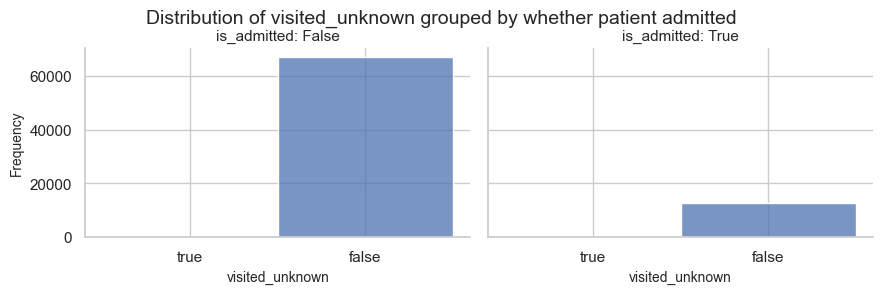 Distribution of visited_unknown grouped by whether patient admitted
is_admitted: False
is_admitted: True
Frequency
60000
40000
20000
0
true
false
true
false
visited_unknown
visited_unknown